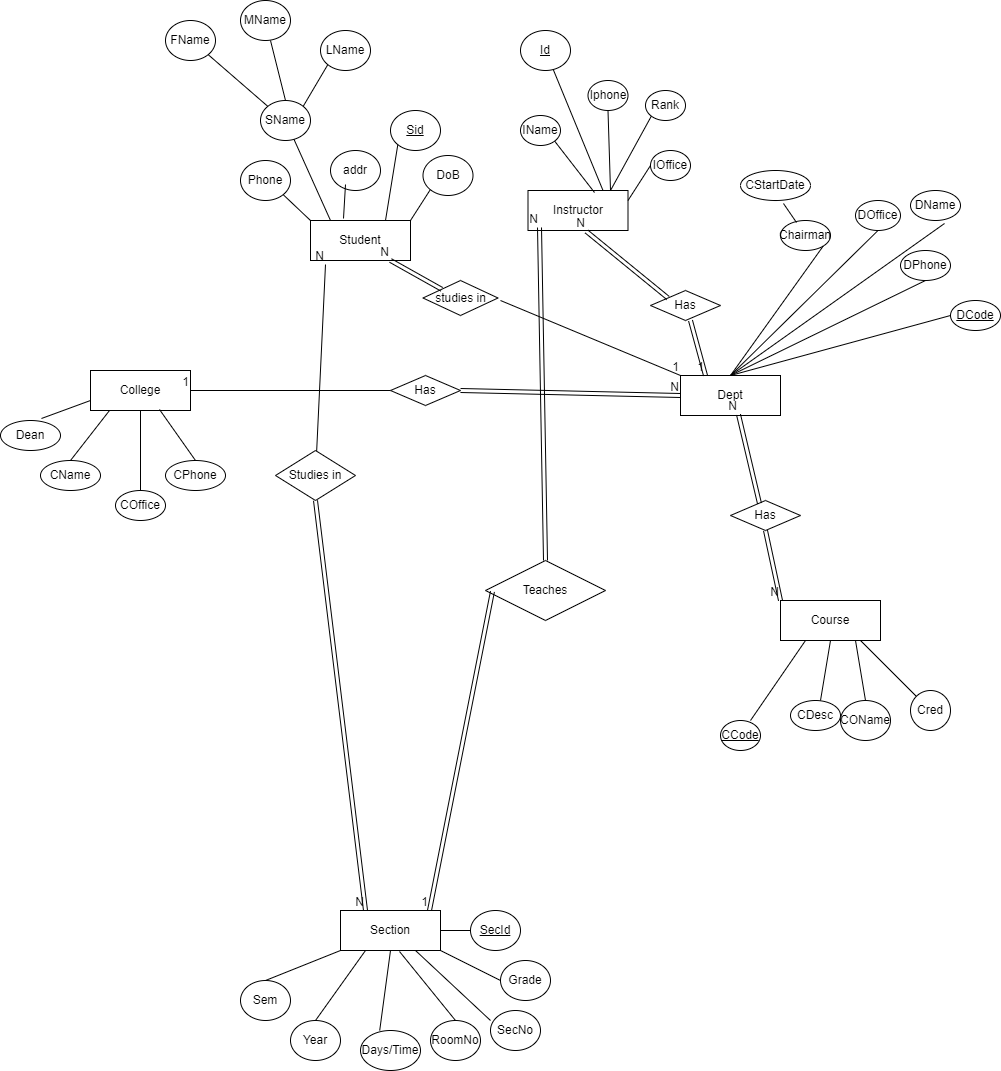 MName
FName
LName
Id
SName
Iphone
Rank
IName
Sid
IOffice
addr
DoB
Phone
CStartDate
DName
Instructor
DOffice
N
N
Chairman
Student
N
N
DPhone
studies in
Has
DCode
1
1
College
1
Has
N
Dept
N
Dean
CName
CPhone
Studies in
COffice
Has
Teaches
N
Course
CDesc
COName
Cred
CCode
N
1
Section
SecId
Grade
Sem
Year
Days/Time
RoomNo
SecNo